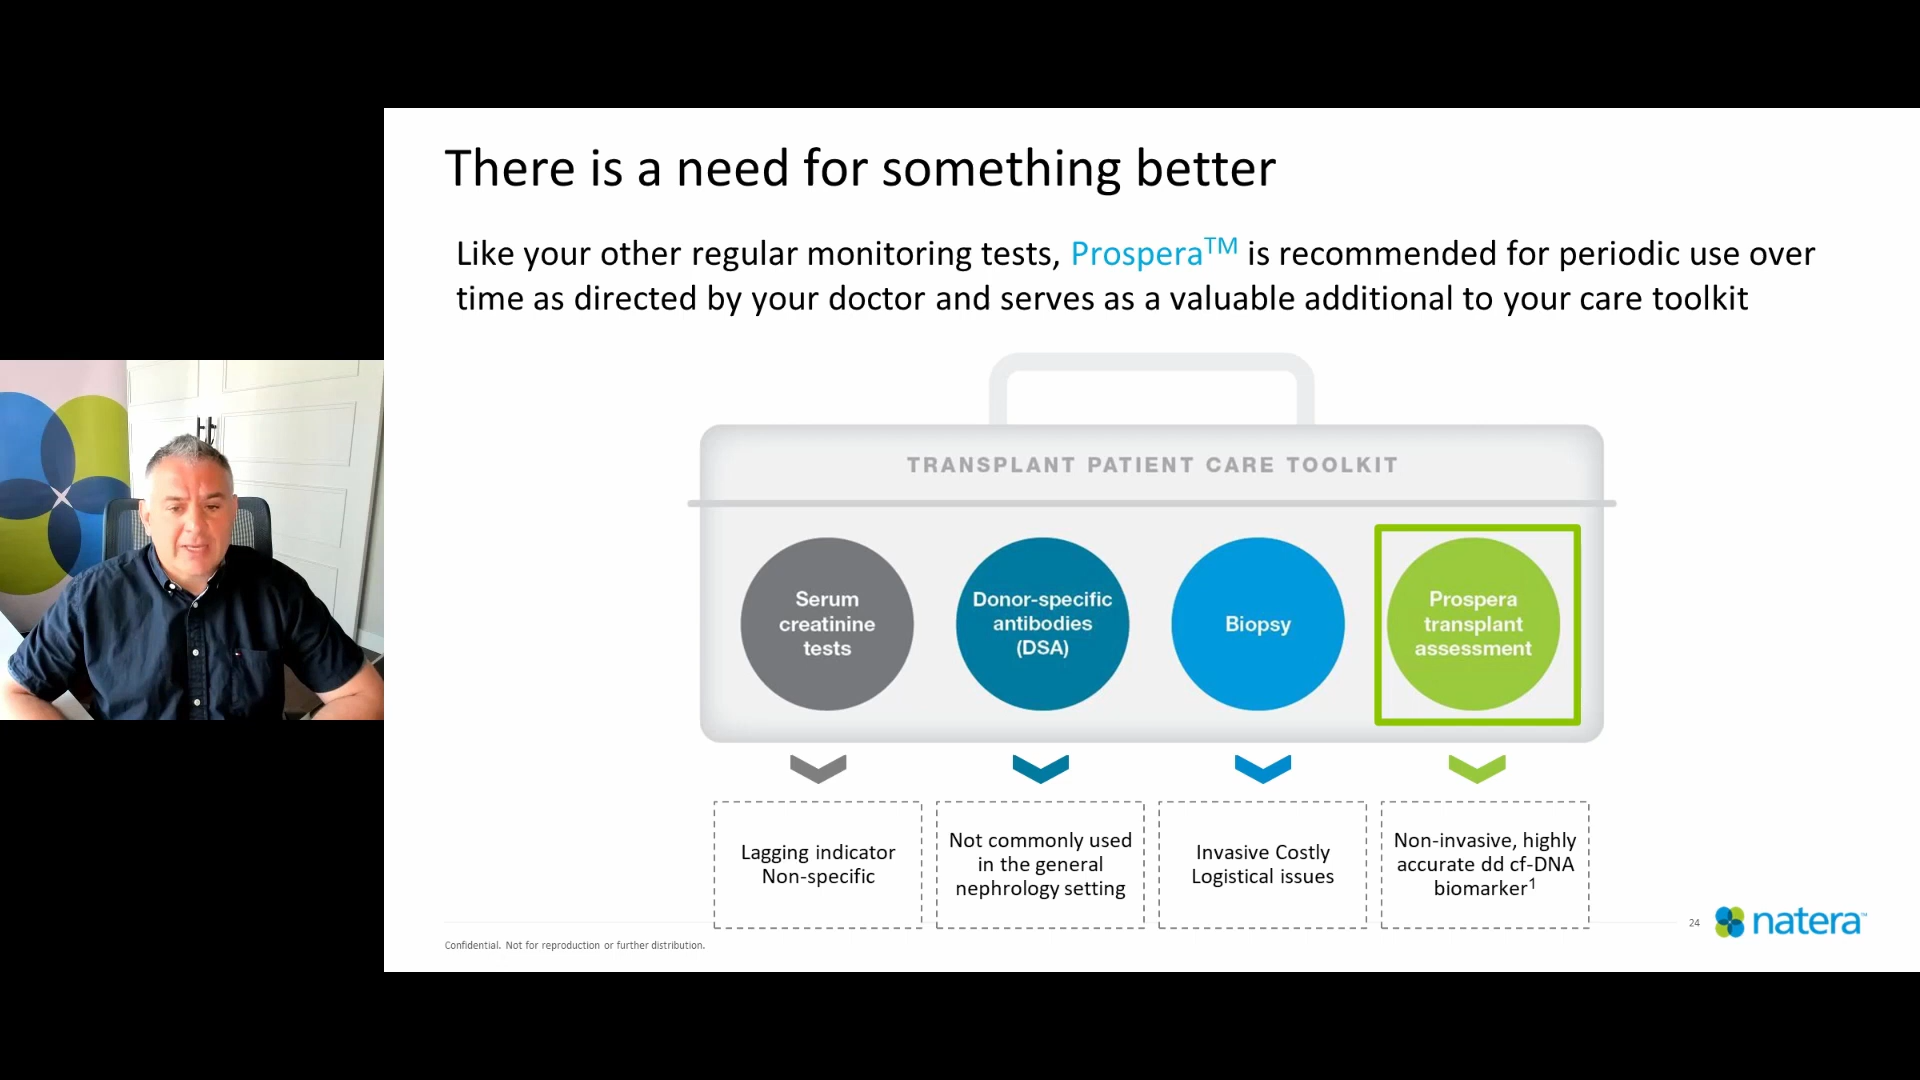 There is a need for something better
Like your other regular monitoring tests, Prospera™ is recommended for periodic use over
time as directed by your doctor and serves as a valuable additional to your care toolkit
TRANSPLANT PATIENT CARE TOOLKIT
Serum
creatinine
tests
Donor-specific
antibodies
(DSA)
Biopsy
Prospera
transplant
assessment
Lagging indicator
Non-specific
Not commonly used
in the general
nephrology setting
Invasive Costly
Logistical issues
Non-invasive, highly
accurate dd cf-DNA
biomarker¹
Confidential. Not for reproduction or further distribution.
24
natera™